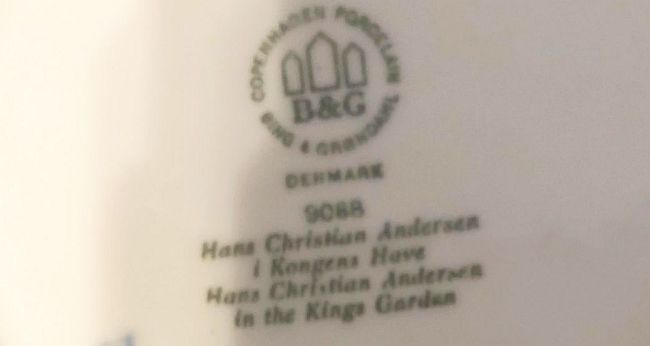 COPENHAGEN PORCELAIN
B&G
BING & GRØNDAHL
DENMARK
9088
Hans Christian Andersen
i Kongens Have
Hans Christian Andersen
in the Kings Garden